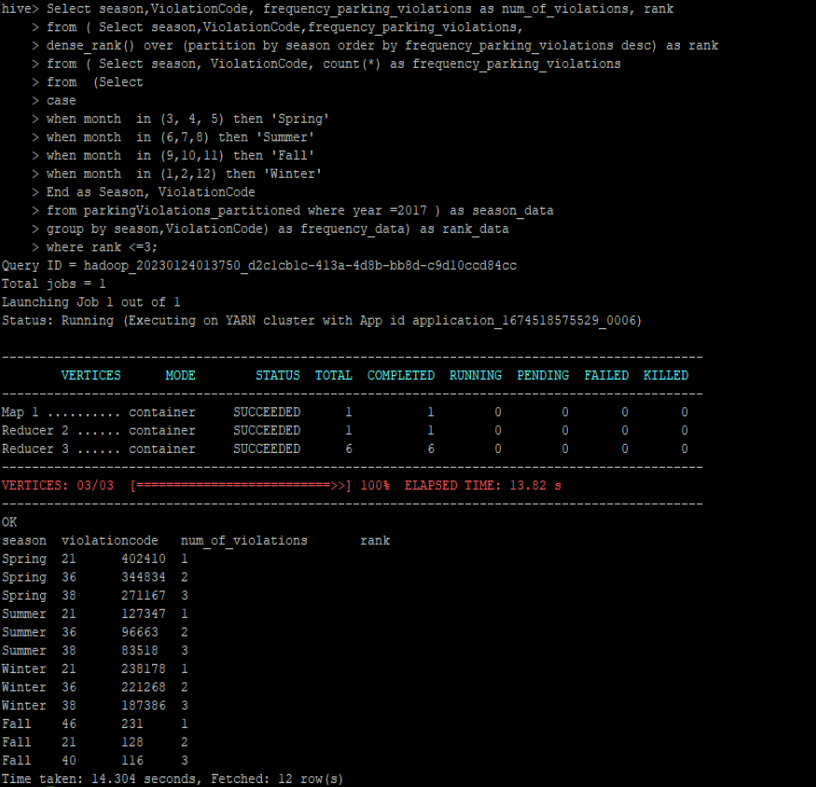 hive> Select season,ViolationCode, frequency_parking_violations as num_of_violations, rank
    > from ( Select season,ViolationCode,frequency_parking_violations,
    > dense_rank() over (partition by season order by frequency_parking_violations desc) as rank
    > from ( Select season, ViolationCode, count(*) as frequency_parking_violations
    > from  (Select
    > case
    > when month  in (3, 4, 5) then 'Spring'
    > when month  in (6,7,8) then 'Summer'
    > when month  in (9,10,11) then 'Fall'
    > when month  in (1,2,12) then 'Winter'
    > End as Season, ViolationCode
    > from parkingViolations_partitioned where year =2017 ) as season_data
    > group by season,ViolationCode) as frequency_data) as rank_data
    > where rank <=3;
Query ID = hadoop_20230124013750_d2c1cb1c-413a-4d8b-bb8d-c9d10ccd84cc
Total jobs = 1
Launching Job 1 out of 1
Status: Running (Executing on YARN cluster with App id application_1674518575529_0006)
----------------------------------------------------------------------------------------------
        VERTICES      MODE        STATUS  TOTAL  COMPLETED  RUNNING  PENDING  FAILED  KILLED
----------------------------------------------------------------------------------------------
Map 1 .......... container     SUCCEEDED      1          1        0        0       0       0
Reducer 2 ...... container     SUCCEEDED      1          1        0        0       0       0
Reducer 3 ...... container     SUCCEEDED      6          6        0        0       0       0
----------------------------------------------------------------------------------------------
VERTICES: 03/03  [==========================>>] 100%  ELAPSED TIME: 13.82 s
----------------------------------------------------------------------------------------------
OK
season  violationcode   num_of_violations       rank
Spring  21      402410  1
Spring  36      344834  2
Spring  38      271167  3
Summer  21      127347  1
Summer  36      96663   2
Summer  38      83518   3
Winter  21      238178  1
Winter  36      221268  2
Winter  38      187386  3
Fall    46      231     1
Fall    21      128     2
Fall    40      116     3
Time taken: 14.304 seconds, Fetched: 12 row(s)